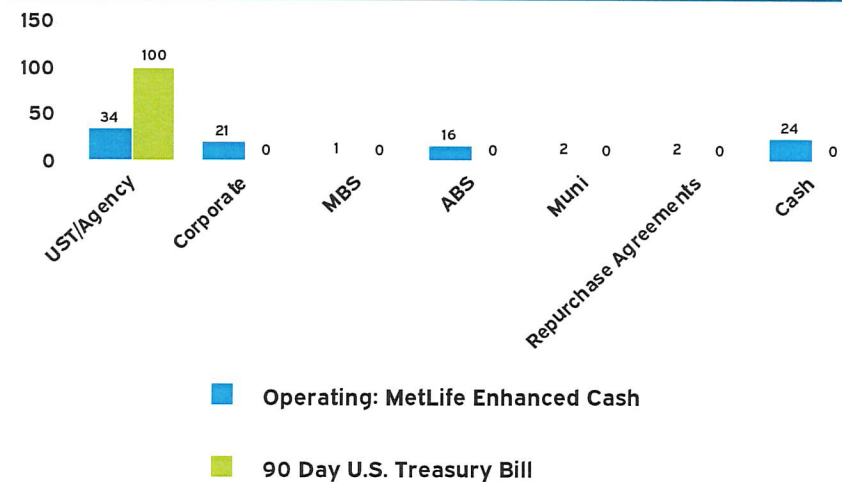 150
100
50
0
34
100
21
0
1
0
16
0
2
0
2
0
24
0
UST/Agency
Corporate
MBS
ABS
Muni
Repurchase Agreements
Cash
Operating: MetLife Enhanced Cash
90 Day U.S. Treasury Bill